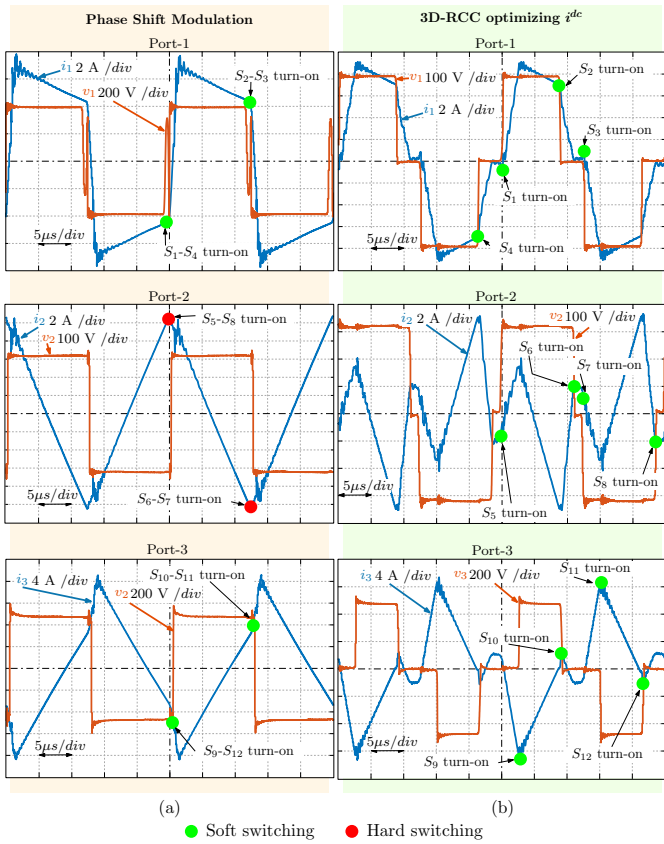 Phase Shift Modulation
Port-1
i₁ 2 A /div
v₁ 200 V /div
S₂-S₃ turn-on
S₁-S₄ turn-on
5μs/div
Port-2
i₂ 2 A /div
v₂ 100 V /div
S₅-S₈ turn-on
S₆-S₇ turn-on
5μs/div
Port-3
i₃ 4 A /div
S₁₀-S₁₁ turn-on
v₂ 200 V /div
S₉-S₁₂ turn-on
5μs/div
(a)
3D-RCC optimizing iᵈᶜ
Port-1
v₁ 100 V /div
i₁ 2 A /div
S₂ turn-on
S₃ turn-on
S₁ turn-on
S₄ turn-on
5μs/div
Port-2
i₂ 2 A /div
v₂ 100 V /div
S₆ turn-on
S₇ turn-on
S₈ turn-on
S₅ turn-on
5μs/div
Port-3
i₃ 4 A /div
v₃ 200 V /div
S₁₁ turn-on
S₁₀ turn-on
S₁₂ turn-on
S₉ turn-on
5μs/div
(b)
Soft switching
Hard switching